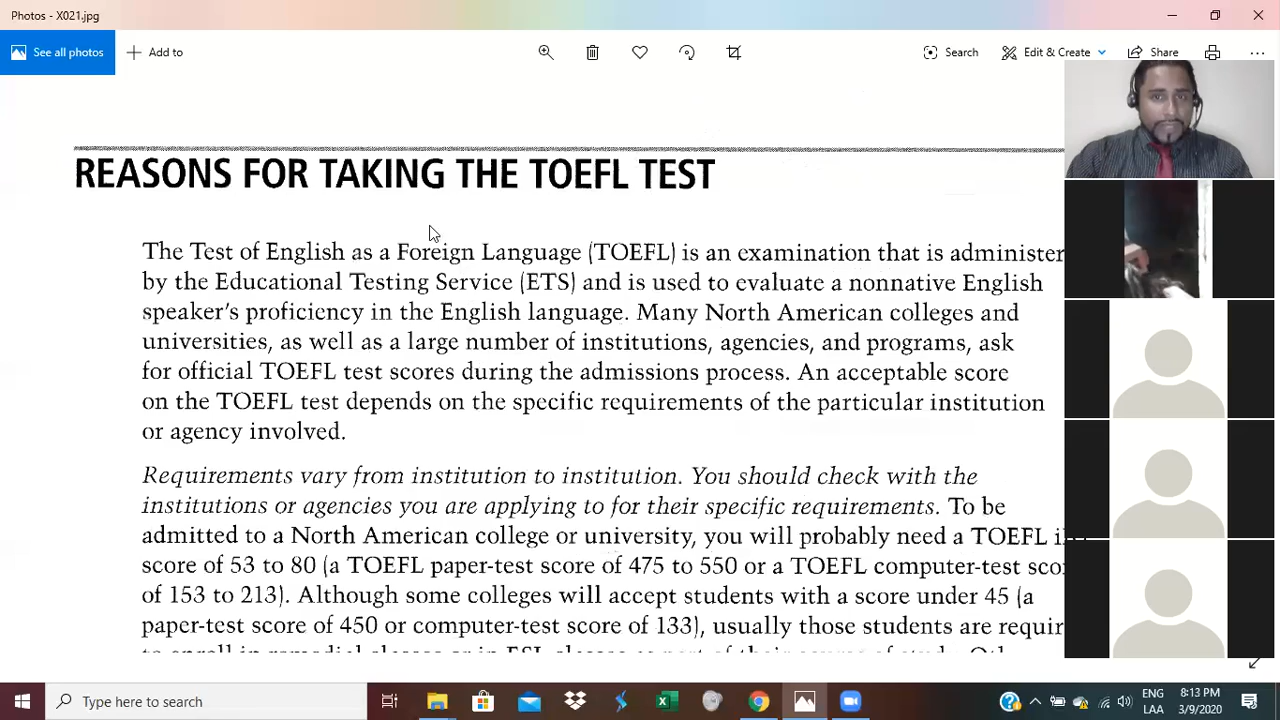 Photos - X021.jpg
See all photos
Add to
Search
Edit & Create
Share
REASONS FOR TAKING THE TOEFL TEST
The Test of English as a Foreign Language (TOEFL) is an examination that is administer
by the Educational Testing Service (ETS) and is used to evaluate a nonnative English
speaker's proficiency in the English language. Many North American colleges and
universities, as well as a large number of institutions, agencies, and programs, ask
for official TOEFL test scores during the admissions process. An acceptable score
on the TOEFL test depends on the specific requirements of the particular institution
or agency involved.
Requirements vary from institution to institution. You should check with the
institutions or agencies you are applying to for their specific requirements. To be
admitted to a North American college or university, you will probably need a TOEFL
score of 53 to 80 (a TOEFL paper-test score of 475 to 550 or a TOEFL computer-test
of 153 to 213). Although some colleges will accept students with a score under 45 (a
paper-test score of 450 or computer-test score of 133), usually those students are requir
Type here to search
ENG
8:13 PM
LAA
3/9/2020